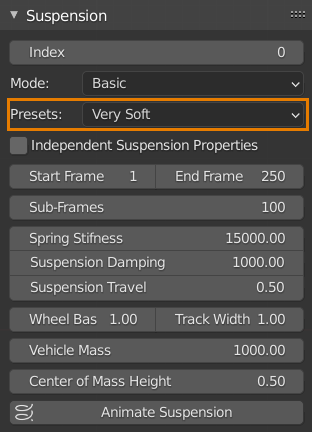 Suspension
Index 0
Mode: Basic
Presets: Very Soft
Independent Suspension Properties
Start Frame 1 End Frame 250
Sub-Frames 100
Spring Stifness 15000.00
Suspension Damping 1000.00
Suspension Travel 0.50
Wheel Bas 1.00 Track Width 1.00
Vehicle Mass 1000.00
Center of Mass Height 0.50
Animate Suspension